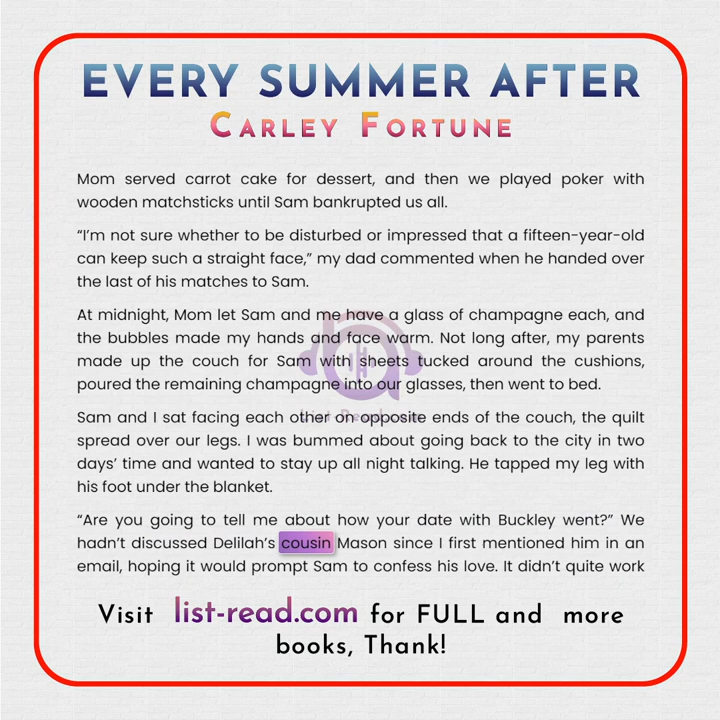 EVERY SUMMER AFTER
CARLEY FORTUNE
Mom served carrot cake for dessert, and then we played poker with
wooden matchsticks until Sam bankrupted us all.
“I’m not sure whether to be disturbed or impressed that a fifteen-year-old
can keep such a straight face,” my dad commented when he handed over
the last of his matches to Sam.
At midnight, Mom let Sam and me have a glass of champagne each, and
the bubbles made my hands and face warm. Not long after, my parents
made up the couch for Sam with sheets tucked around the cushions,
poured the remaining champagne into our glasses, then went to bed.
Sam and I sat facing each other on opposite ends of the couch, the quilt
spread over our legs. I was bummed about going back to the city in two
days’ time and wanted to stay up all night talking. He tapped my leg with
his foot under the blanket.
“Are you going to tell me about how your date with Buckley went?” We
hadn’t discussed Delilah’s cousin Mason since I first mentioned him in an
email, hoping it would prompt Sam to confess his love. It didn’t quite work
Visit list-read.com for FULL and more
books, Thank!